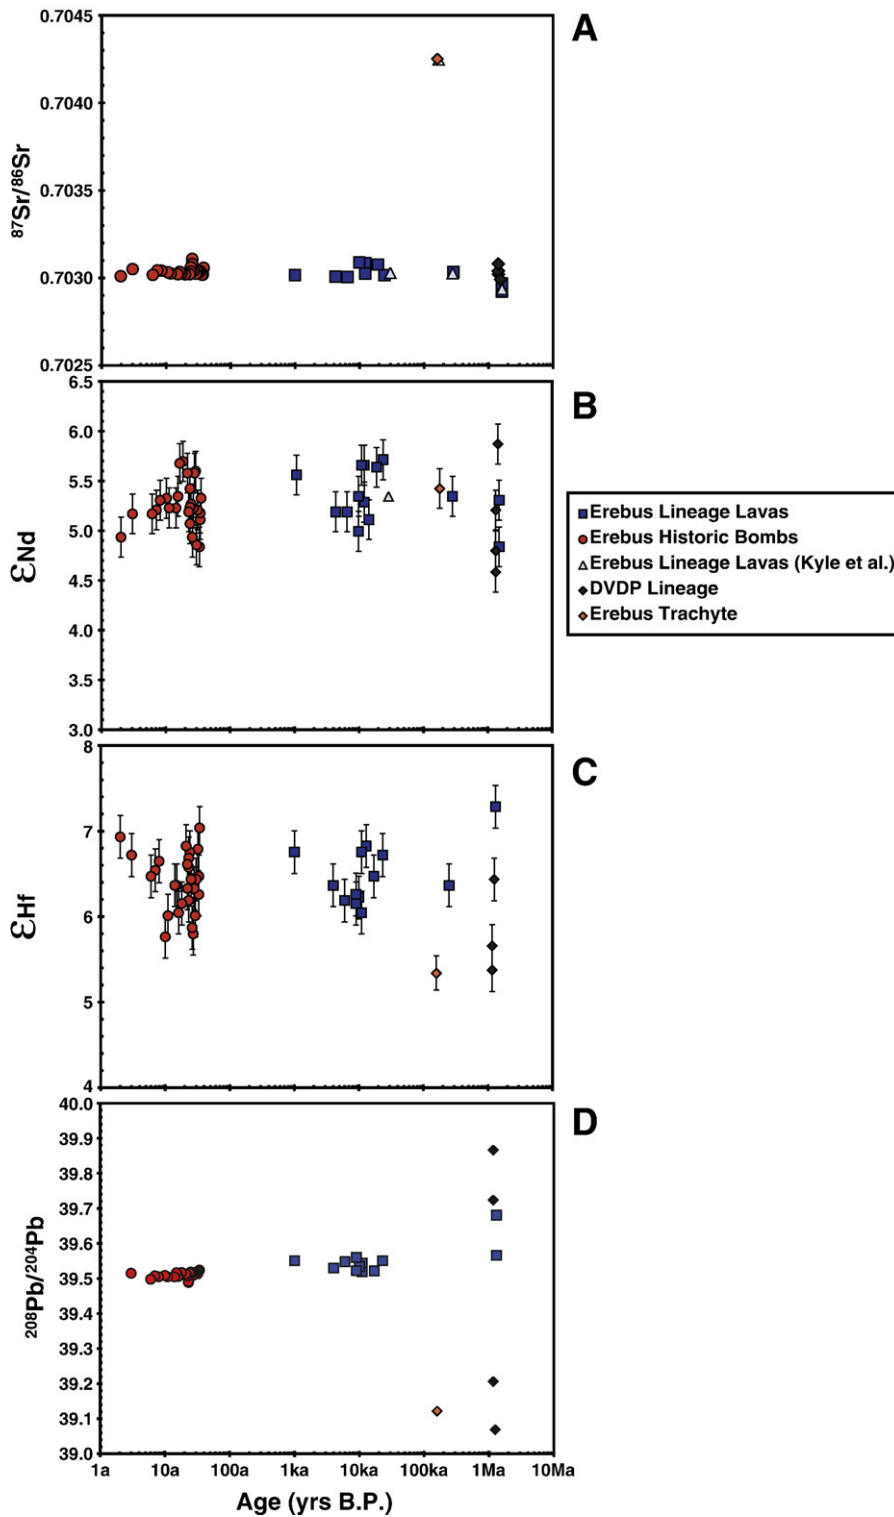 A
0.7045
0.7040
0.7035
0.7030
0.7025
87Sr/86Sr
B
6.5
6.0
5.5
5.0
4.5
4.0
3.5
3.0
εNd
Erebus Lineage Lavas
Erebus Historic Bombs
Erebus Lineage Lavas (Kyle et al.)
DVDP Lineage
Erebus Trachyte
C
8
7
6
5
4
εHf
D
40.0
39.9
39.8
39.7
39.6
39.5
39.4
39.3
39.2
39.1
39.0
208Pb/204Pb
1a 10a 100a 1ka 10ka 100ka 1Ma 10Ma
Age (yrs B.P.)